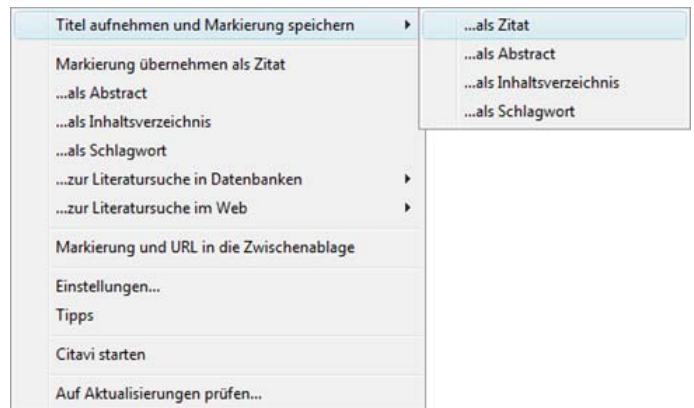 Titel aufnehmen und Markierung speichern
...als Zitat
...als Abstract
...als Inhaltsverzeichnis
...als Schlagwort
Markierung übernehmen als Zitat
...als Abstract
...als Inhaltsverzeichnis
...als Schlagwort
...zur Literatursuche in Datenbanken
...zur Literatursuche im Web
Markierung und URL in die Zwischenablage
Einstellungen...
Tipps
Citavi starten
Auf Aktualisierungen prüfen...